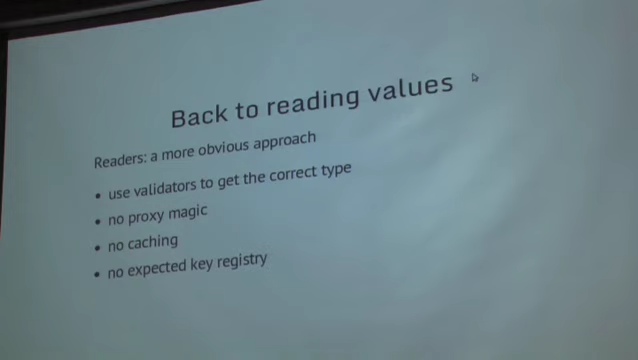 Back to reading values
Readers: a more obvious approach
• use validators to get the correct type
• no proxy magic
• no caching
• no expected key registry